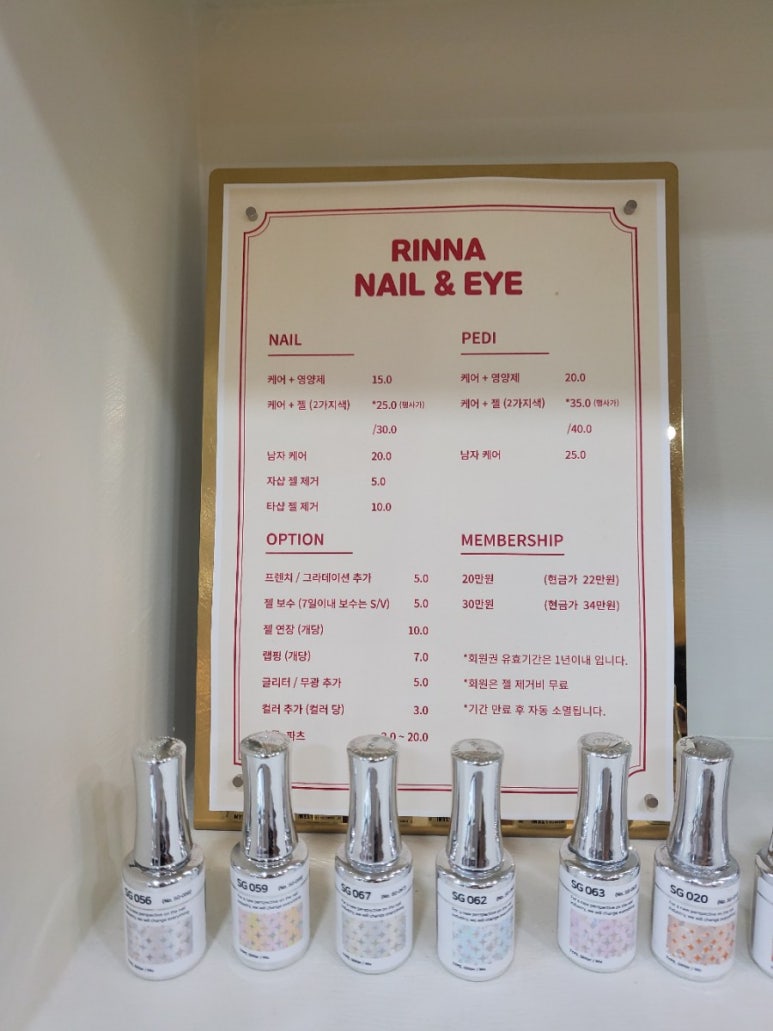 RINNA
NAIL & EYE
NAIL
케어 + 영양제 15.0
케어 + 젤 (2가지색) *25.0 (행사가)
/30.0
남자 케어 20.0
자샵 젤 제거 5.0
타샵 젤 제거 10.0
PEDI
케어 + 영양제 20.0
케어 + 젤 (2가지색) *35.0 (행사가)
/40.0
남자 케어 25.0
OPTION
프렌치 / 그라데이션 추가 5.0
젤 보수 (7일이내 보수는 S/V) 5.0
젤 연장 (개당) 10.0
랩핑 (개당) 7.0
글리터 / 무광 추가 5.0
컬러 추가 (컬러 당) 3.0
파츠 ~ 20.0
MEMBERSHIP
20만원 (현금가 22만원)
30만원 (현금가 34만원)
*회원권 유효기간은 1년이내 입니다.
*회원은 젤 제거비 무료
*기간 만료 후 자동 소멸됩니다.
SG 056
SG 059
SG 067
SG 062
SG 063
SG 020